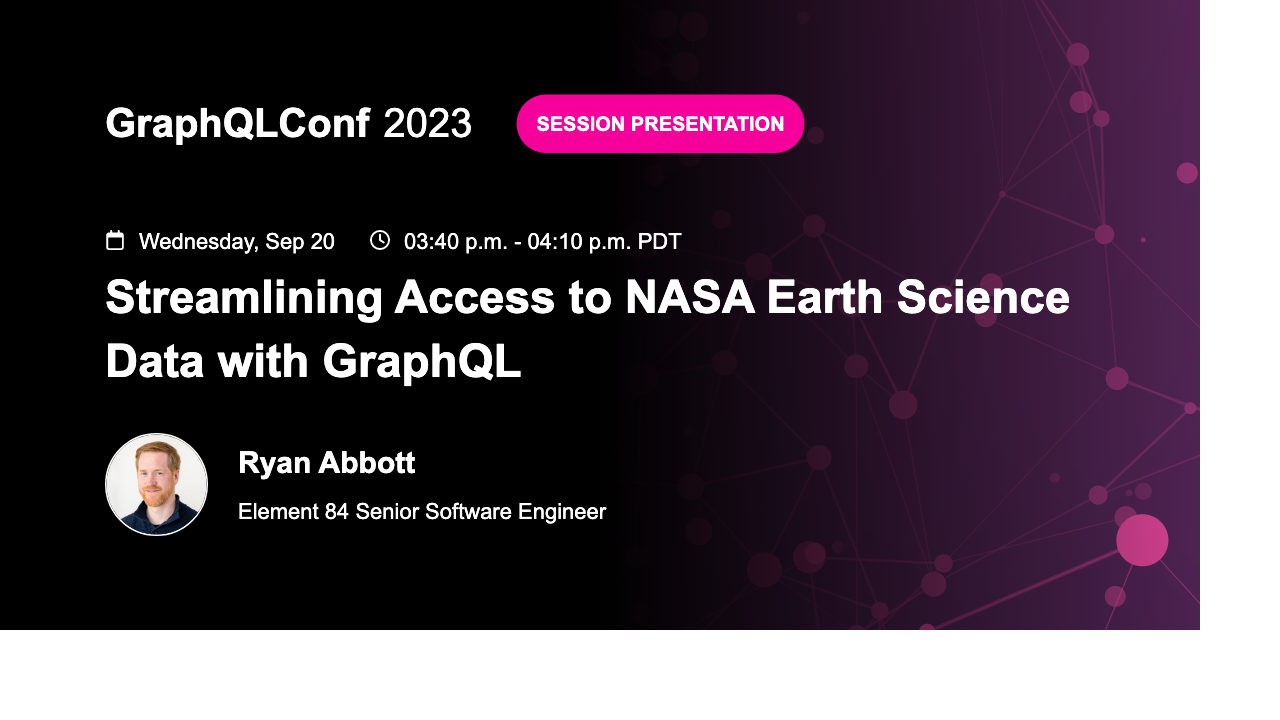 GraphQLConf 2023
SESSION PRESENTATION
Wednesday, Sep 20
03:40 p.m. - 04:10 p.m. PDT
Streamlining Access to NASA Earth Science
Data with GraphQL
Ryan Abbott
Element 84 Senior Software Engineer